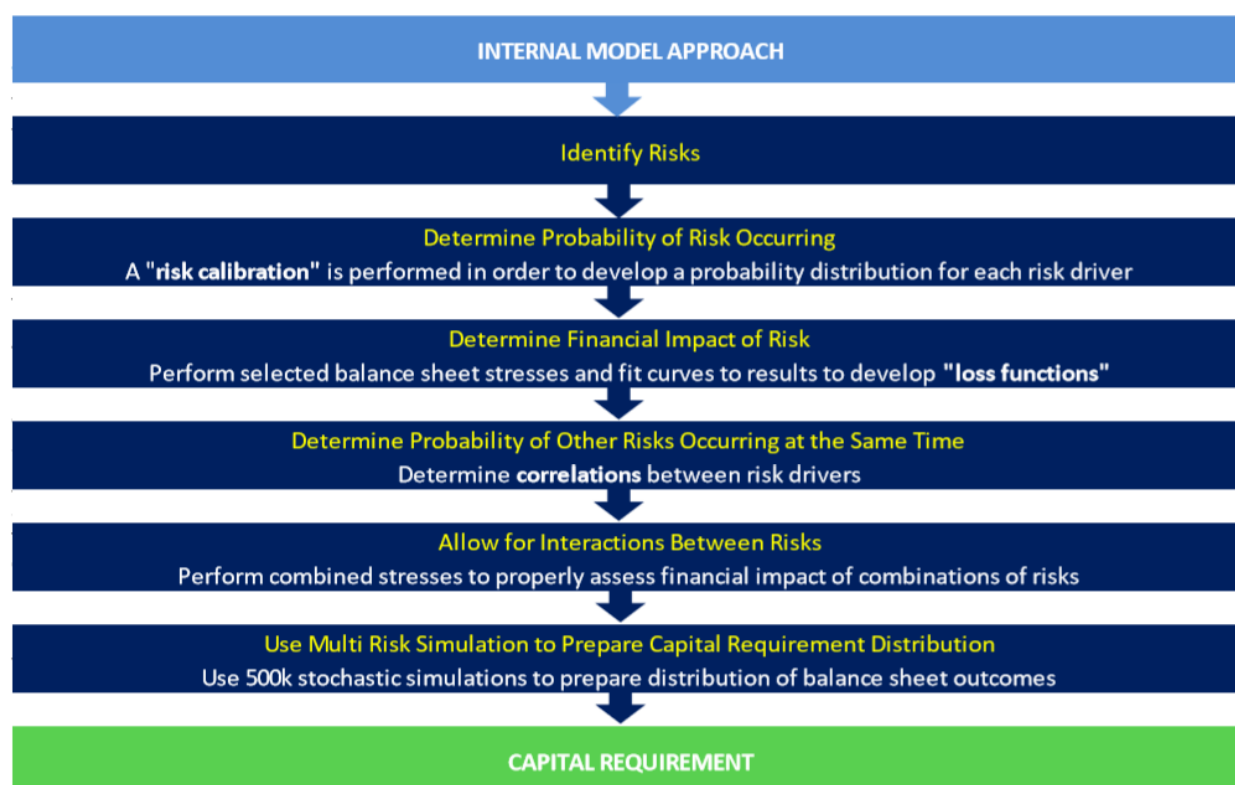 INTERNAL MODEL APPROACH
Identify Risks
Determine Probability of Risk Occurring
A "risk calibration" is performed in order to develop a probability distribution for each risk driver
Determine Financial Impact of Risk
Perform selected balance sheet stresses and fit curves to results to develop "loss functions"
Determine Probability of Other Risks Occurring at the Same Time
Determine correlations between risk drivers
Allow for Interactions Between Risks
Perform combined stresses to properly assess financial impact of combinations of risks
Use Multi Risk Simulation to Prepare Capital Requirement Distribution
Use 500k stochastic simulations to prepare distribution of balance sheet outcomes
CAPITAL REQUIREMENT